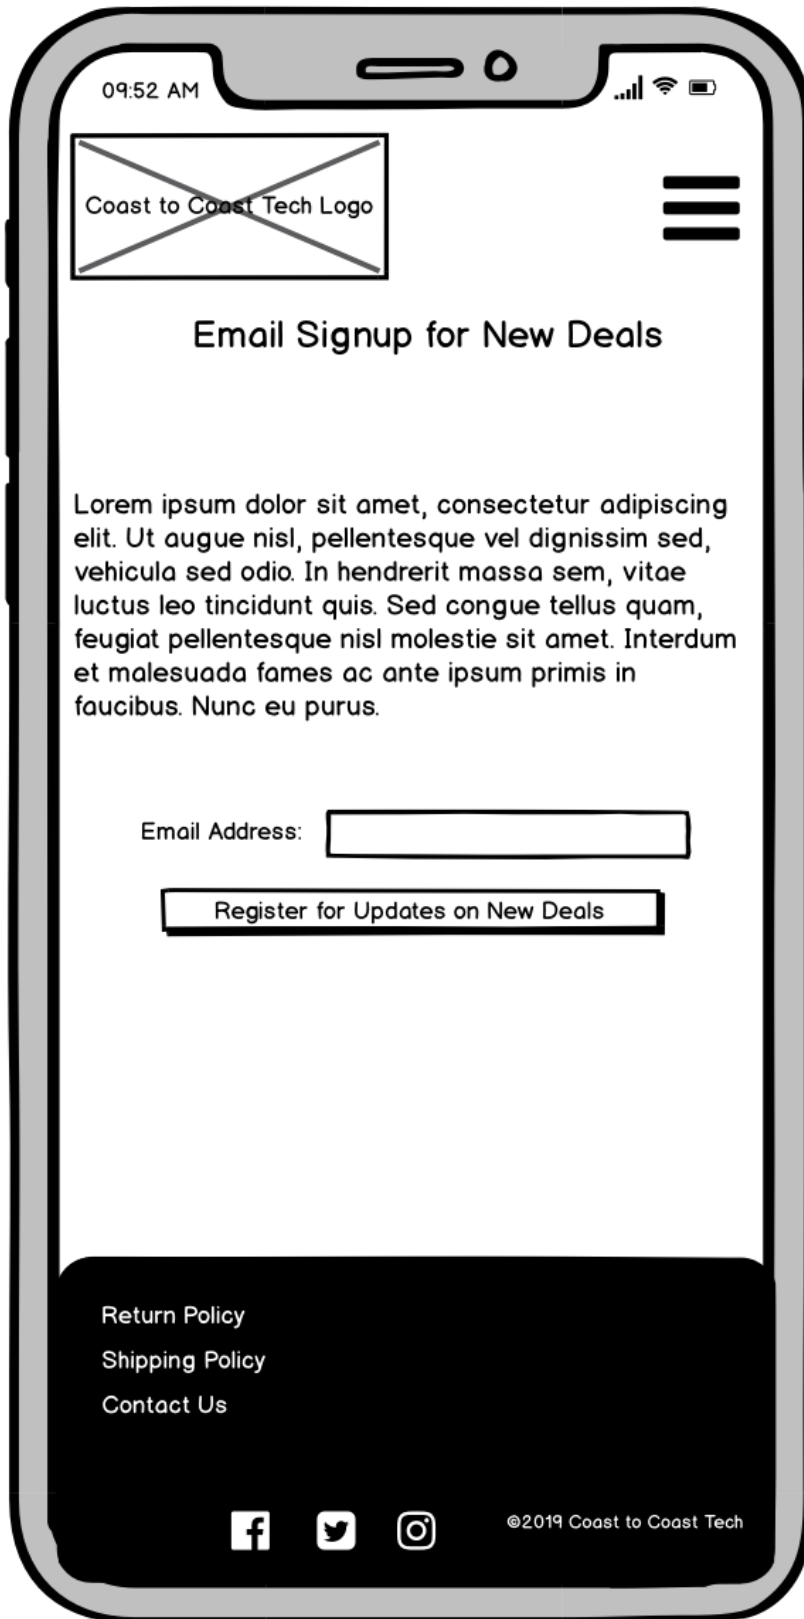 09:52 AM
Coast to Coast Tech Logo
Email Signup for New Deals
Lorem ipsum dolor sit amet, consectetur adipiscing
elit. Ut augue nisl, pellentesque vel dignissim sed,
vehicula sed odio. In hendrerit massa sem, vitae
luctus leo tincidunt quis. Sed congue tellus quam,
feugiat pellentesque nisl molestie sit amet. Interdum
et malesuada fames ac ante ipsum primis in
faucibus. Nunc eu purus.
Email Address:
Register for Updates on New Deals
Return Policy
Shipping Policy
Contact Us
©2019 Coast to Coast Tech